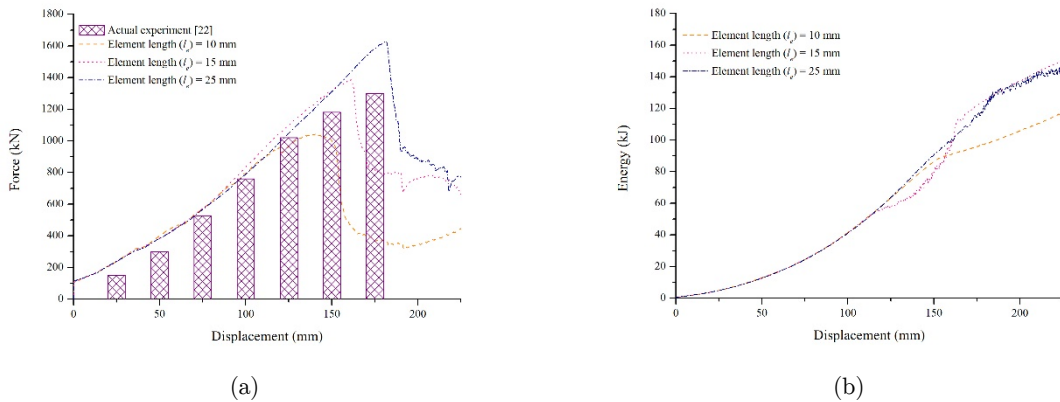 Actual experiment [22]
Element length (lₑ) = 10 mm
Element length (lₑ) = 15 mm
Element length (lₑ) = 25 mm
Force (kN)
1800
1600
1400
1200
1000
800
600
400
200
0
0 50 100 150 200
Displacement (mm)
(a)
Element length (lₑ) = 10 mm
Element length (lₑ) = 15 mm
Element length (lₑ) = 25 mm
Energy (kJ)
180
160
140
120
100
80
60
40
20
0
0 50 100 150 200
Displacement (mm)
(b)